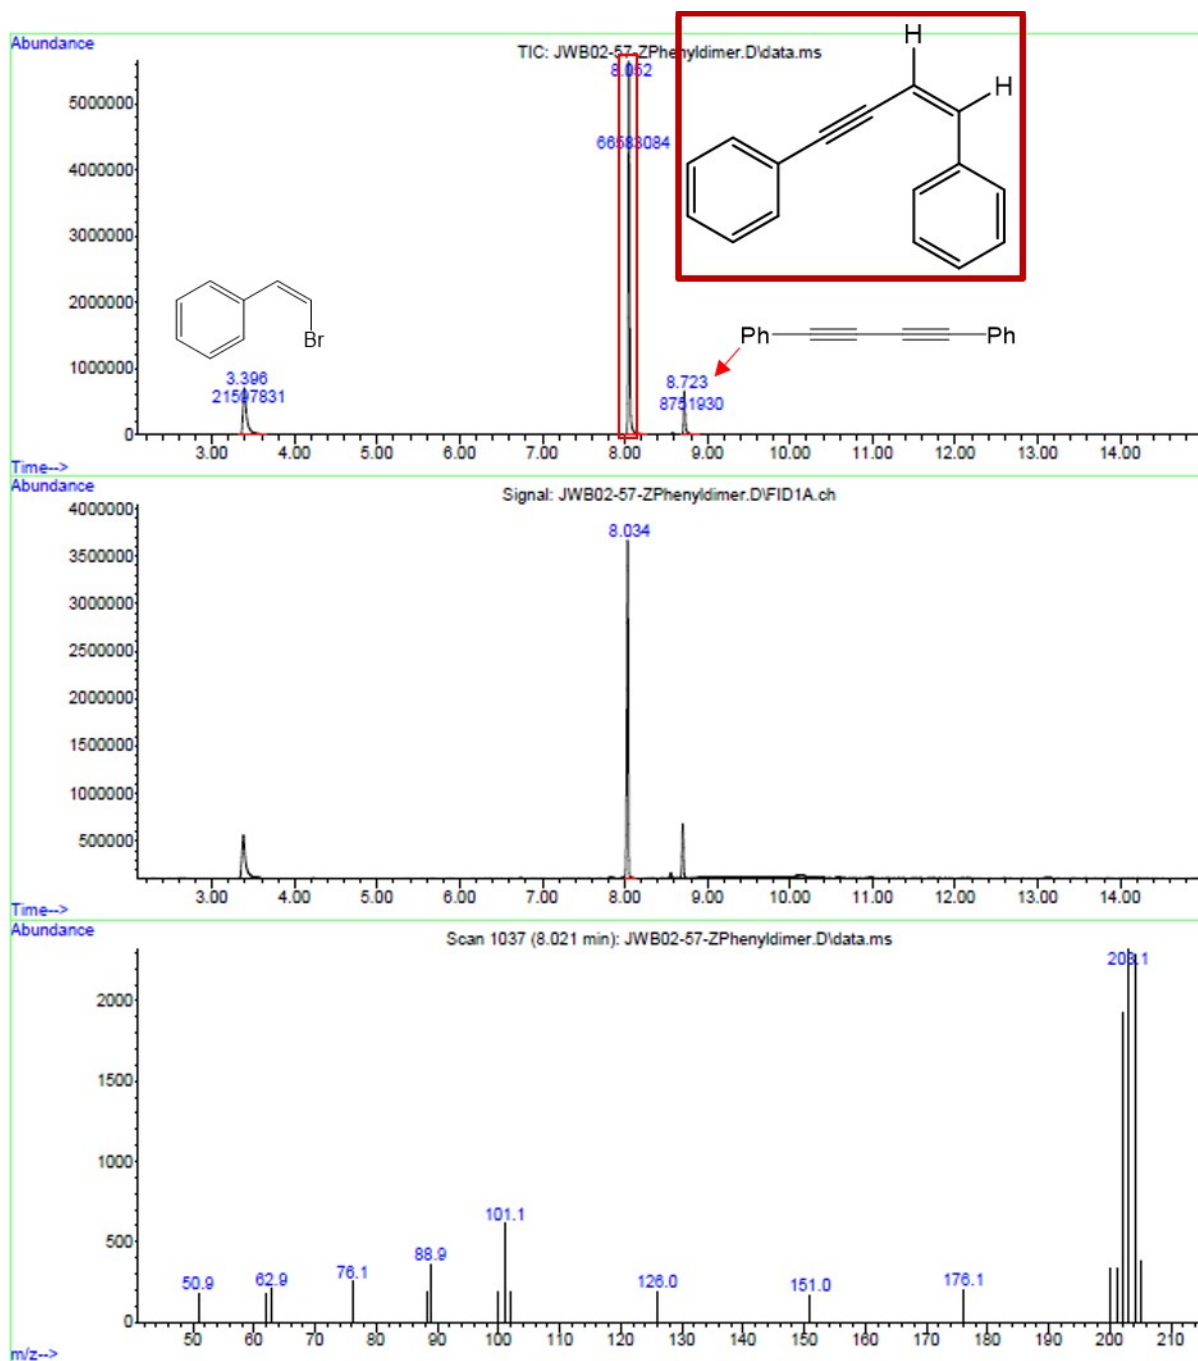 Abundance
TIC: JWB02-57-ZPhenyldimer.D\data.ms
H
H
8.052
66583084
5000000
4000000
3000000
2000000
1000000
0
Br
3.396
21597831
Ph
Ph
8.723
8751930
3.00 4.00 5.00 6.00 7.00 8.00 9.00 10.00 11.00 12.00 13.00 14.00
Time-->
Abundance
Signal: JWB02-57-ZPhenyldimer.D\FID1A.ch
8.034
4000000
3500000
3000000
2500000
2000000
1500000
1000000
500000
3.00 4.00 5.00 6.00 7.00 8.00 9.00 10.00 11.00 12.00 13.00 14.00
Time-->
Abundance
Scan 1037 (8.021 min): JWB02-57-ZPhenyldimer.D\data.ms
203.1
2000
1500
1000
500
0
101.1
88.9
76.1
62.9
50.9
126.0
151.0
176.1
50 60 70 80 90 100 110 120 130 140 150 160 170 180 190 200 210
m/z-->